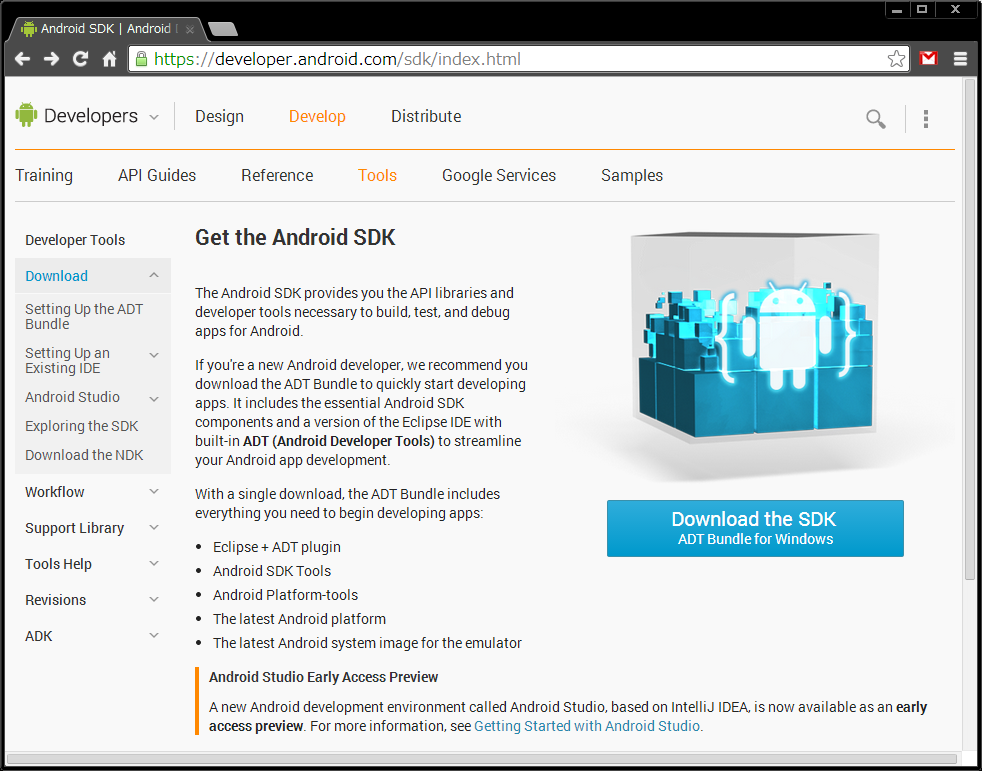 Android SDK | Android
https://developer.android.com/sdk/index.html
Developers
Design
Develop
Distribute
Training
API Guides
Reference
Tools
Google Services
Samples
Developer Tools
Download
Setting Up the ADT
Bundle
Setting Up an
Existing IDE
Android Studio
Exploring the SDK
Download the NDK
Workflow
Support Library
Tools Help
Revisions
ADK
Get the Android SDK
The Android SDK provides you the API libraries and
developer tools necessary to build, test, and debug
apps for Android.
If you're a new Android developer, we recommend you
download the ADT Bundle to quickly start developing
apps. It includes the essential Android SDK
components and a version of the Eclipse IDE with
built-in ADT (Android Developer Tools) to streamline
your Android app development.
With a single download, the ADT Bundle includes
everything you need to begin developing apps:
• Eclipse + ADT plugin
• Android SDK Tools
• Android Platform-tools
• The latest Android platform
• The latest Android system image for the emulator
Download the SDK
ADT Bundle for Windows
Android Studio Early Access Preview
A new Android development environment called Android Studio, based on IntelliJ IDEA, is now available as an early
access preview. For more information, see Getting Started with Android Studio.